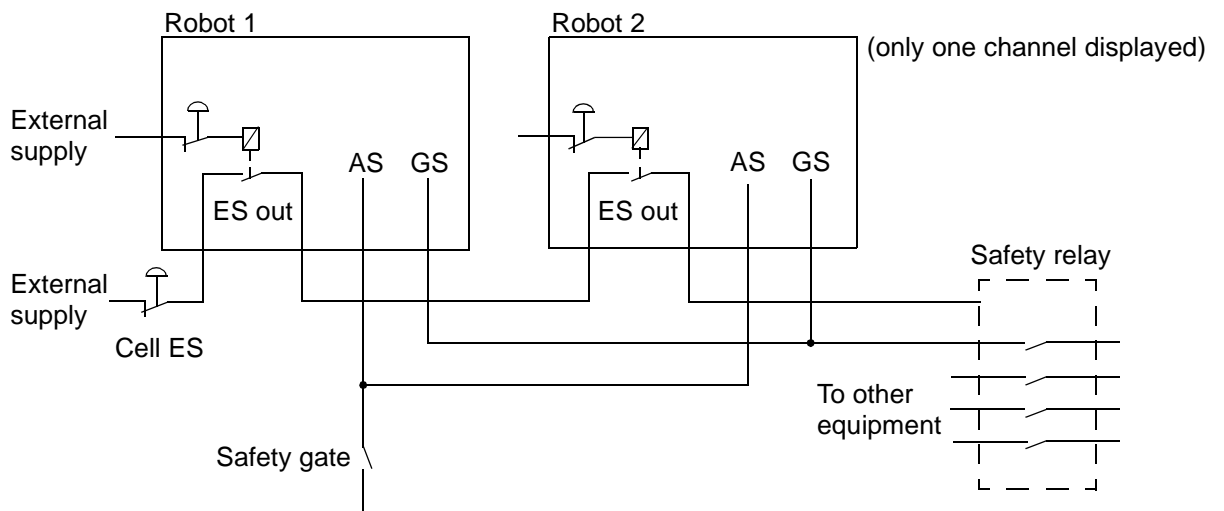 Robot 1
Robot 2
(only one channel displayed)
External
supply
AS
GS
AS
GS
ES out
ES out
Safety relay
External
supply
Cell ES
To other
equipment
Safety gate